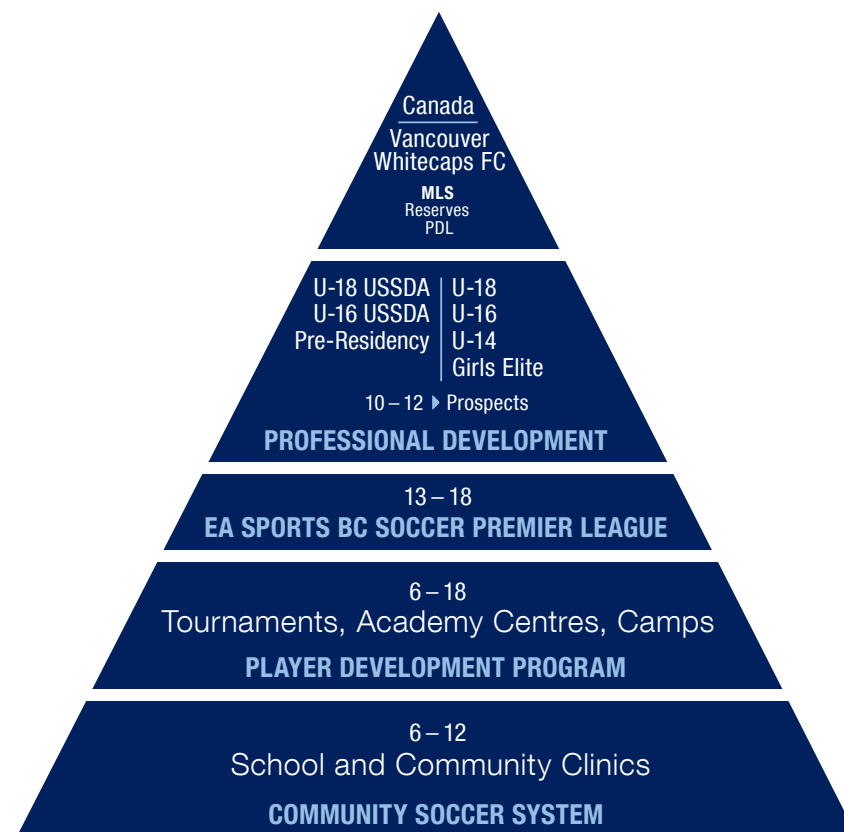 Canada
Vancouver
Whitecaps FC
MLS
Reserves
PDL
U-18 USSDA
U-16 USSDA
Pre-Residency
U-18
U-16
U-14
Girls Elite
10 – 12 ▸ Prospects
PROFESSIONAL DEVELOPMENT
13 – 18
EA SPORTS BC SOCCER PREMIER LEAGUE
6 – 18
Tournaments, Academy Centres, Camps
PLAYER DEVELOPMENT PROGRAM
6 – 12
School and Community Clinics
COMMUNITY SOCCER SYSTEM